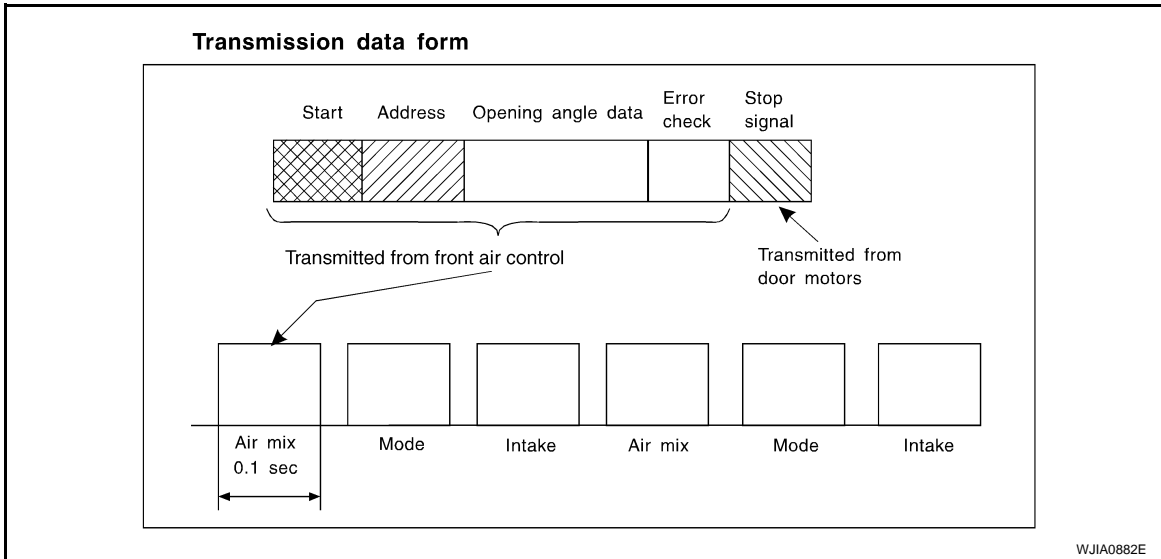 Transmission data form
Start Address Opening angle data Error check Stop signal
Transmitted from front air control
Transmitted from door motors
Air mix Mode Intake Air mix Mode Intake
0.1 sec
WJIA0882E